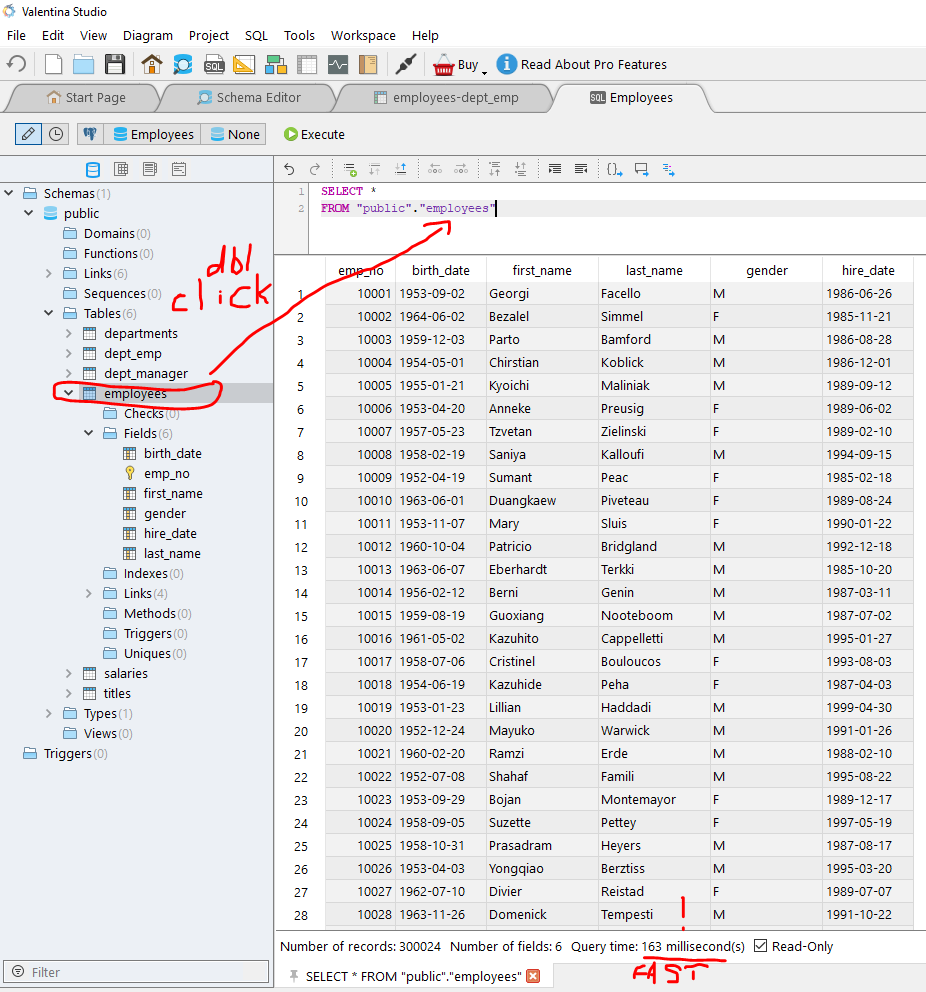 Valentina Studio
File Edit View Diagram Project SQL Tools Workspace Help
SQL Buy Read About Pro Features
Start Page Schema Editor employees-dept_emp SQL Employees
Employees None Execute
Schemas (1)
public
Domains (0)
Functions (0)
Links (6)
Sequences (0)
Tables (6)
departments
dept_emp
dept_manager
employees
Checks (0)
Fields (6)
birth_date
emp_no
first_name
gender
hire_date
last_name
Indexes (0)
Links (4)
Methods (0)
Triggers (0)
Uniques (0)
salaries
titles
Types (1)
Views (0)
Triggers (0)
Filter
dbl
click
1 SELECT *
2 FROM "public"."employees"
emp_no birth_date first_name last_name gender hire_date
1 10001 1953-09-02 Georgi Facello M 1986-06-26
2 10002 1964-06-02 Bezalel Simmel F 1985-11-21
3 10003 1959-12-03 Parto Bamford M 1986-08-28
4 10004 1954-05-01 Chirstian Koblick M 1986-12-01
5 10005 1955-01-21 Kyoichi Maliniak M 1989-09-12
6 10006 1953-04-20 Anneke Preusig F 1989-06-02
7 10007 1957-05-23 Tzvetan Zielinski F 1989-02-10
8 10008 1958-02-19 Saniya Kalloufi M 1994-09-15
9 10009 1952-04-19 Sumant Peac F 1985-02-18
10 10010 1963-06-01 Duangkaew Piveteau F 1989-08-24
11 10011 1953-11-07 Mary Sluis F 1990-01-22
12 10012 1960-10-04 Patricio Bridgland M 1992-12-18
13 10013 1963-06-07 Eberhardt Terkki M 1985-10-20
14 10014 1956-02-12 Berni Genin M 1987-03-11
15 10015 1959-08-19 Guoxiang Nooteboom M 1987-07-02
16 10016 1961-05-02 Kazuhito Cappelletti M 1995-01-27
17 10017 1958-07-06 Cristinel Bouloucos F 1993-08-03
18 10018 1954-06-19 Kazuhide Peha F 1987-04-03
19 10019 1953-01-23 Lillian Haddadi M 1999-04-30
20 10020 1952-12-24 Mayuko Warwick M 1991-01-26
21 10021 1960-02-20 Ramzi Erde M 1988-02-10
22 10022 1952-07-08 Shahaf Famili M 1995-08-22
23 10023 1953-09-29 Bojan Montemayor F 1989-12-17
24 10024 1958-09-05 Suzette Pettey F 1997-05-19
25 10025 1958-10-31 Prasadram Heyers M 1987-08-17
26 10026 1953-04-03 Yongqiao Berztiss M 1995-03-20
27 10027 1962-07-10 Divier Reistad F 1989-07-07
28 10028 1963-11-26 Domenick Tempesti M 1991-10-22
Number of records: 300024 Number of fields: 6 Query time: 163 millisecond(s) Read-Only
FAST!
SELECT * FROM "public"."employees"